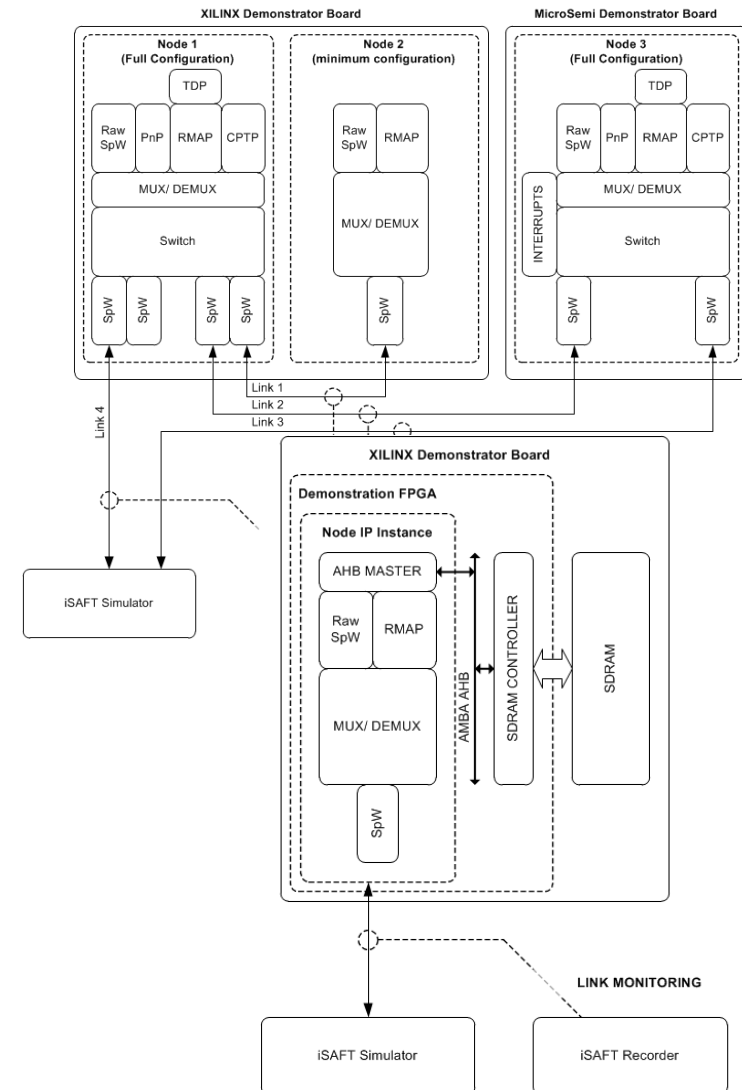 XILINX Demonstrator Board
MicroSemi Demonstrator Board
Node 1
(Full Configuration)
Node 2
(minimum configuration)
Node 3
(Full Configuration)
TDP
TDP
Raw
SpW
PnP
RMAP
CPTP
Raw
SpW
RMAP
Raw
SpW
PnP
RMAP
CPTP
MUX/ DEMUX
MUX/ DEMUX
MUX/ DEMUX
INTERRUPTS
Switch
Switch
SpW
SpW
SpW
SpW
SpW
SpW
SpW
Link 1
Link 2
Link 3
Link 4
XILINX Demonstrator Board
Demonstration FPGA
Node IP Instance
AHB MASTER
Raw
SpW
RMAP
MUX/ DEMUX
SpW
AMBA AHB
SDRAM CONTROLLER
SDRAM
iSAFT Simulator
LINK MONITORING
iSAFT Simulator
iSAFT Recorder